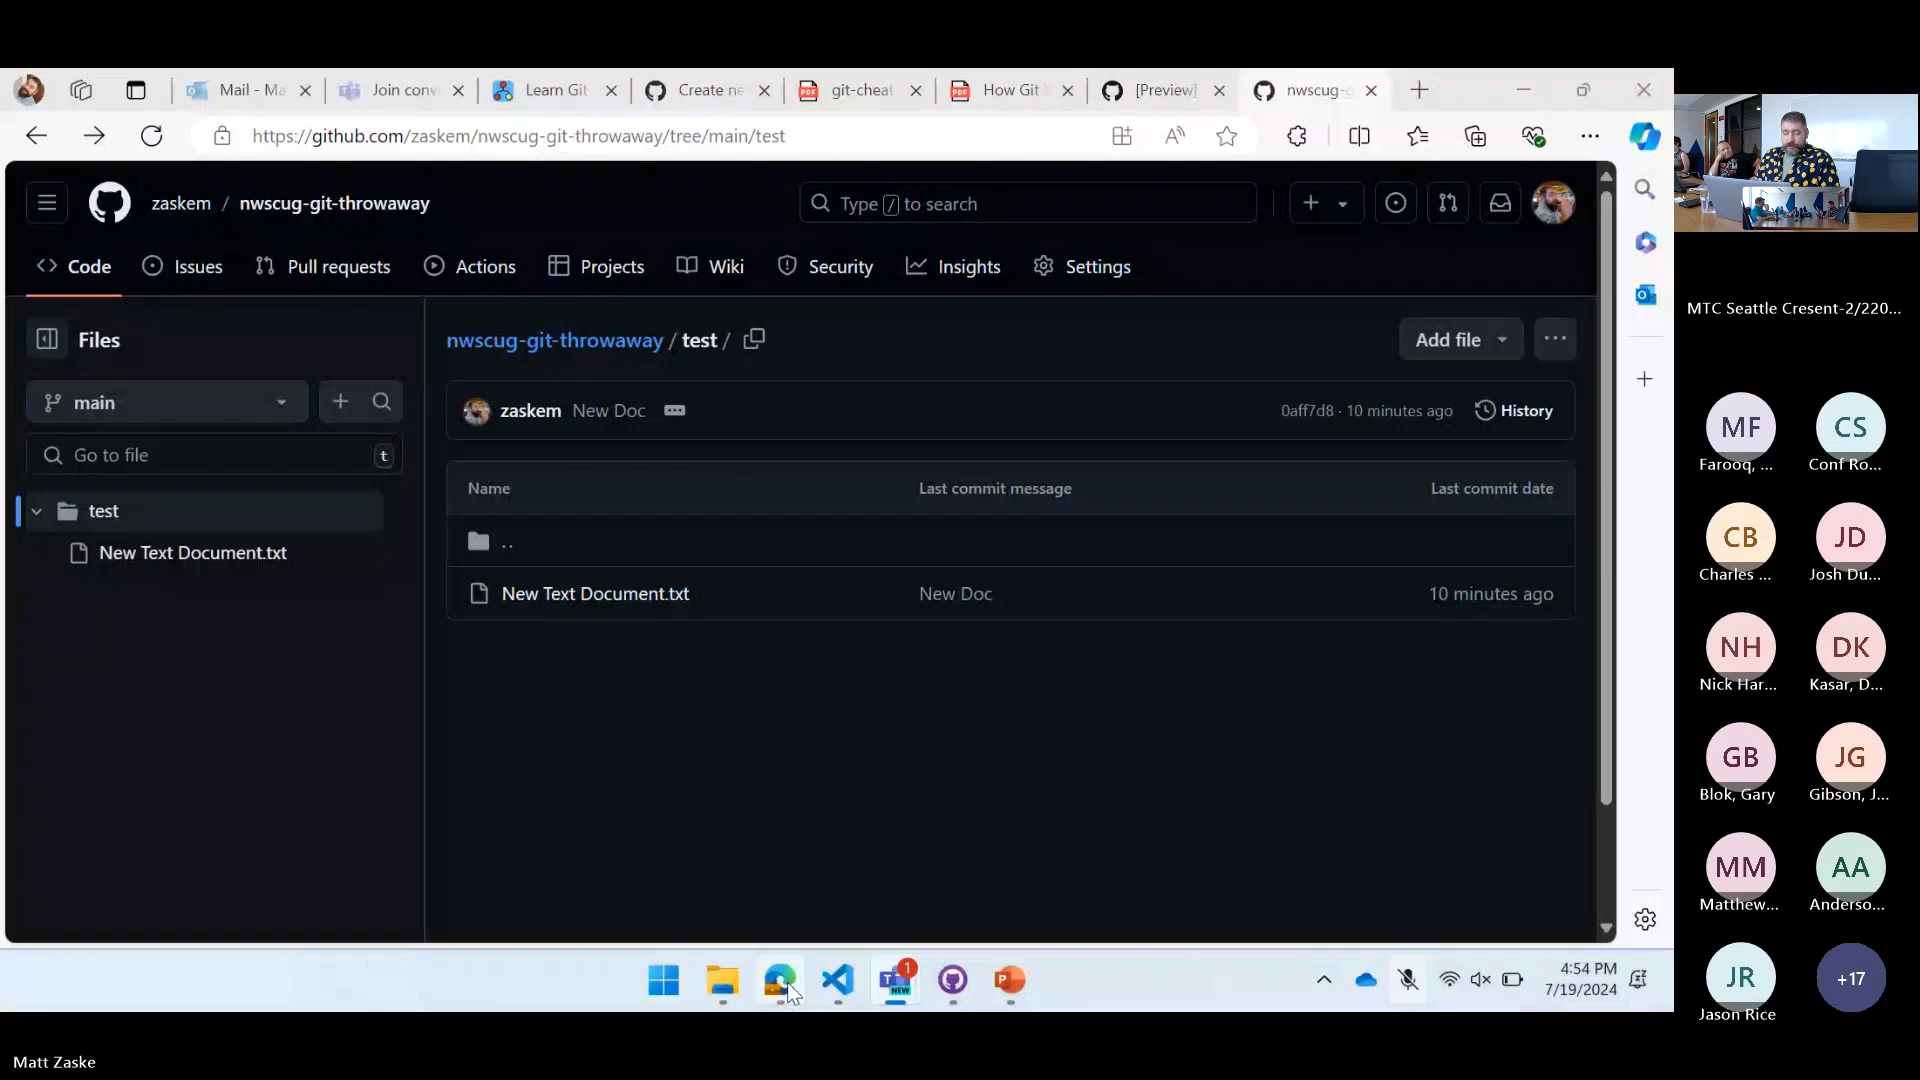 Mail - Ma
Join conv
Learn Git
Create ne
PDF
git-cheat
PDF
How Git
[Preview]
nwscug-g
https://github.com/zaskem/nwscug-git-throwaway/tree/main/test
zaskem / nwscug-git-throwaway
Type / to search
Code
Issues
Pull requests
Actions
Projects
Wiki
Security
Insights
Settings
Files
main
Go to file
t
test
New Text Document.txt
nwscug-git-throwaway / test /
Add file
zaskem New Doc
0aff7d8 · 10 minutes ago
History
Name
Last commit message
Last commit date
..
New Text Document.txt
New Doc
10 minutes ago
1
NEW
4:54 PM
7/19/2024
Matt Zaske
MTC Seattle Cresent-2/220...
MF
Farooq, ...
CS
Conf Ro...
CB
Charles ...
JD
Josh Du...
NH
Nick Har...
DK
Kasar, D...
GB
Blok, Gary
JG
Gibson, J...
MM
Matthew...
AA
Anderso...
JR
Jason Rice
+17